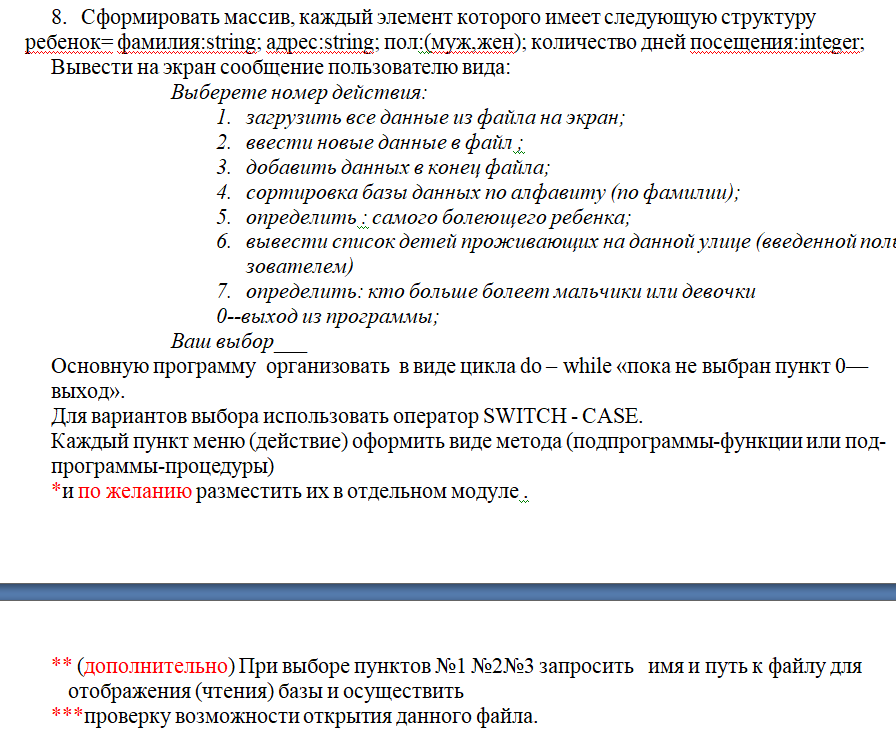 8. Сформировать массив, каждый элемент которого имеет следующую структуру
ребенок= фамилия:string; адрес:string; пол:(муж,жен); количество дней посещения:integer;
Вывести на экран сообщение пользователю вида:
Выберете номер действия:
1. загрузить все данные из файла на экран;
2. ввести новые данные в файл ;
3. добавить данных в конец файла;
4. сортировка базы данных по алфавиту (по фамилии);
5. определить : самого болеющего ребенка;
6. вывести список детей проживающих на данной улице (введенной поль
зователем)
7. определить: кто больше болеет мальчики или девочки
0--выход из программы;
Ваш выбор___
Основную программу организовать в виде цикла do – while «пока не выбран пункт 0—
выход».
Для вариантов выбора использовать оператор SWITCH - CASE.
Каждый пункт меню (действие) оформить виде метода (подпрограммы-функции или под-
программы-процедуры)
*и по желанию разместить их в отдельном модуле .
** (дополнительно) При выборе пунктов №1 №2№3 запросить имя и путь к файлу для
отображения (чтения) базы и осуществить
***проверку возможности открытия данного файла.